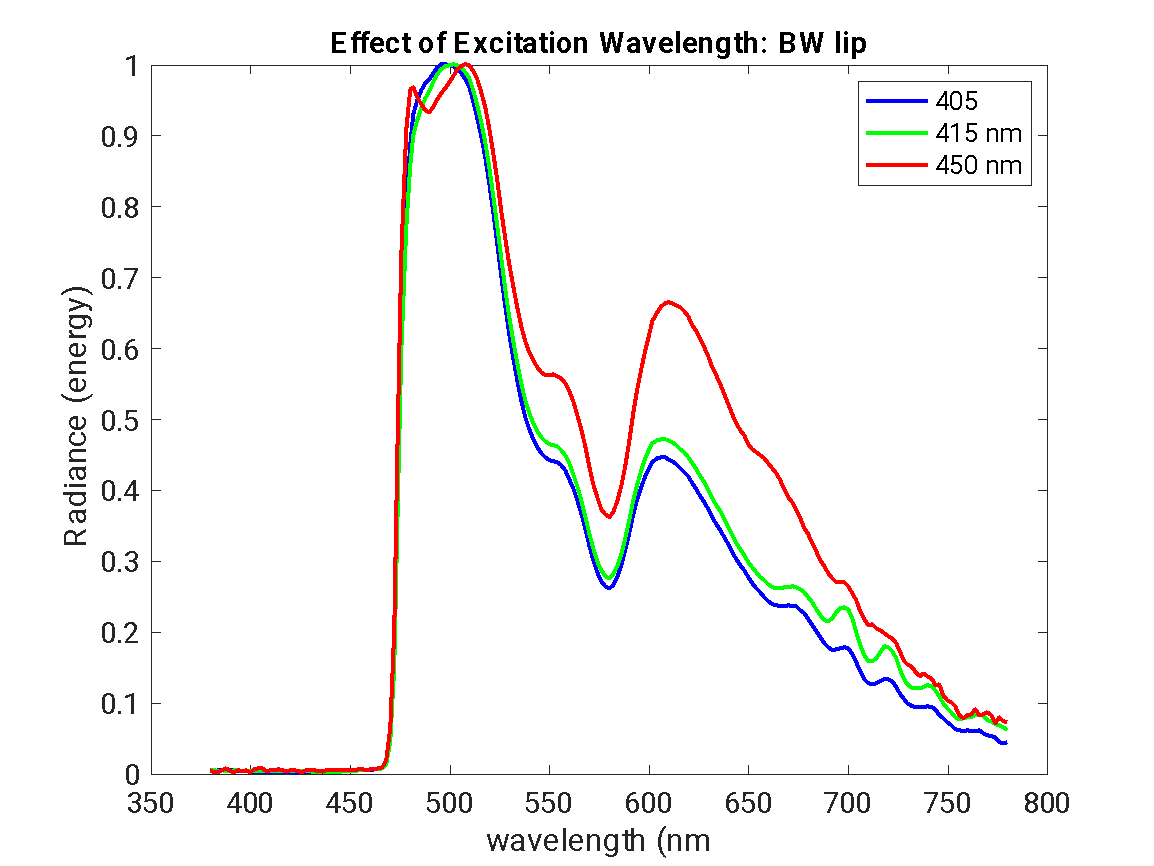 Effect of Excitation Wavelength: BW lip
405
415 nm
450 nm
1
0.9
0.8
0.7
0.6
0.5
0.4
0.3
0.2
0.1
0
Radiance (energy)
350 400 450 500 550 600 650 700 750 800
wavelength (nm